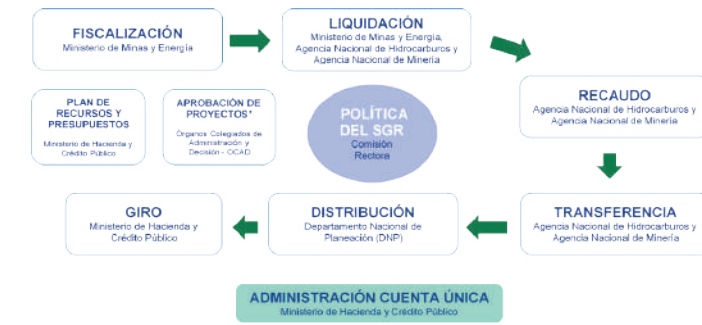 FISCALIZACIÓN
Ministerio de Minas y Energía
LIQUIDACIÓN
Ministerio de Minas y Energía,
Agencia Nacional de Hidrocarburos y
Agencia Nacional de Minería
RECAUDO
Agencia Nacional de Hidrocarburos y
Agencia Nacional de Minería
PLAN DE
RECURSOS Y
PRESUPUESTOS
Ministerio de Hacienda y
Crédito Público
APROBACIÓN DE
PROYECTOS*
Órganos Colegiados de
Administración y
Decisión - OCAD
POLÍTICA
DEL SGR
Comisión
Rectora
GIRO
Ministerio de Hacienda y
Crédito Público
DISTRIBUCIÓN
Departamento Nacional de
Planeación (DNP)
TRANSFERENCIA
Agencia Nacional de Hidrocarburos y
Agencia Nacional de Minería
ADMINISTRACIÓN CUENTA ÚNICA
Ministerio de Hacienda y Crédito Público